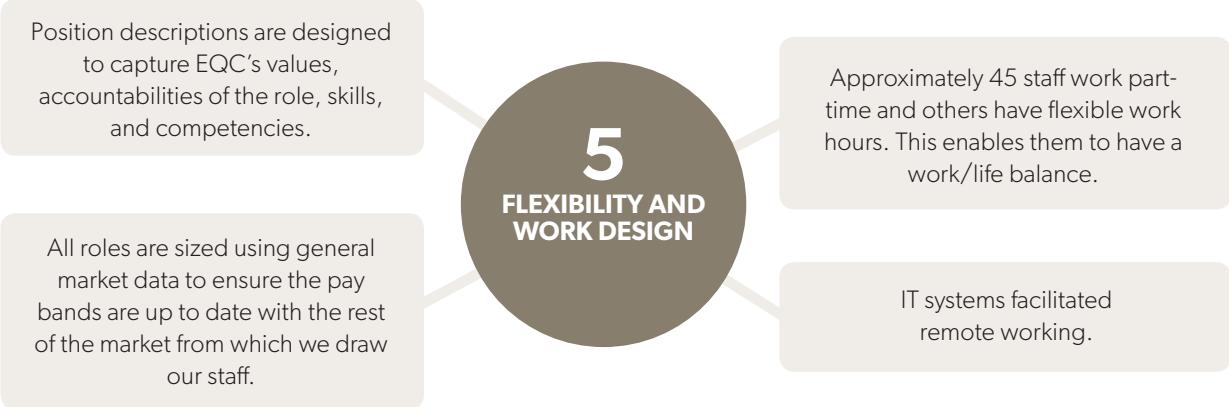 Position descriptions are designed
to capture EQC's values,
accountabilities of the role, skills,
and competencies.
All roles are sized using general
market data to ensure the pay
bands are up to date with the rest
of the market from which we draw
our staff.
5
FLEXIBILITY AND
WORK DESIGN
Approximately 45 staff work part-
time and others have flexible work
hours. This enables them to have a
work/life balance.
IT systems facilitated
remote working.